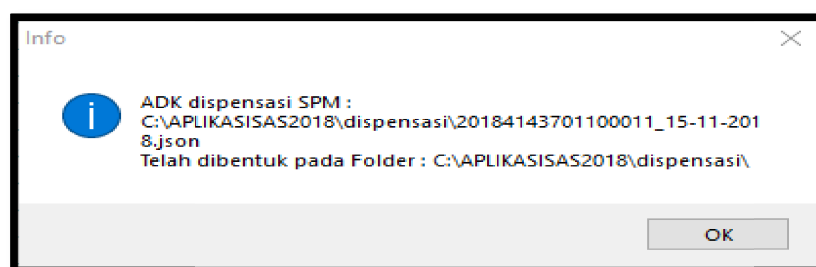 Info
ADK dispensasi SPM :
C:\APLIKASISAS2018\dispensasi\20184143701100011_15-11-201
8.json
Telah dibentuk pada Folder : C:\APLIKASISAS2018\dispensasi\
OK